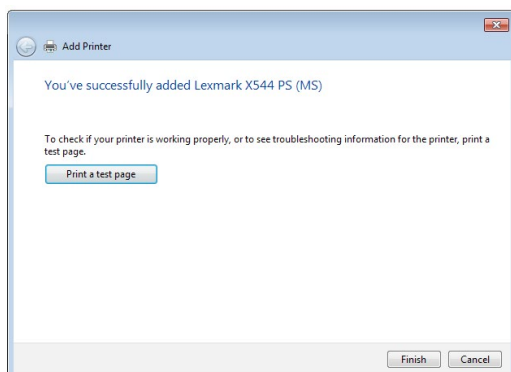 Add Printer
You've successfully added Lexmark X544 PS (MS)
To check if your printer is working properly, or to see troubleshooting information for the printer, print a
test page.
Print a test page
Finish
Cancel